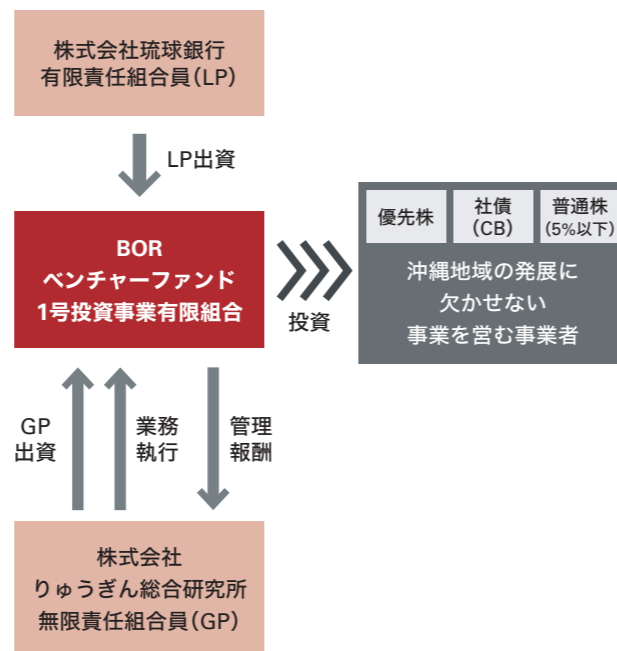 株式会社琉球銀行
有限責任組合員(LP)
LP出資
BOR
ベンチャーファンド
1号投資事業有限組合
投資
優先株
社債
(CB)
普通株
(5%以下)
沖縄地域の発展に
欠かせない
事業を営む事業者
GP
出資
業務
執行
管理
報酬
株式会社
りゅうぎん総合研究所
無限責任組合員(GP)